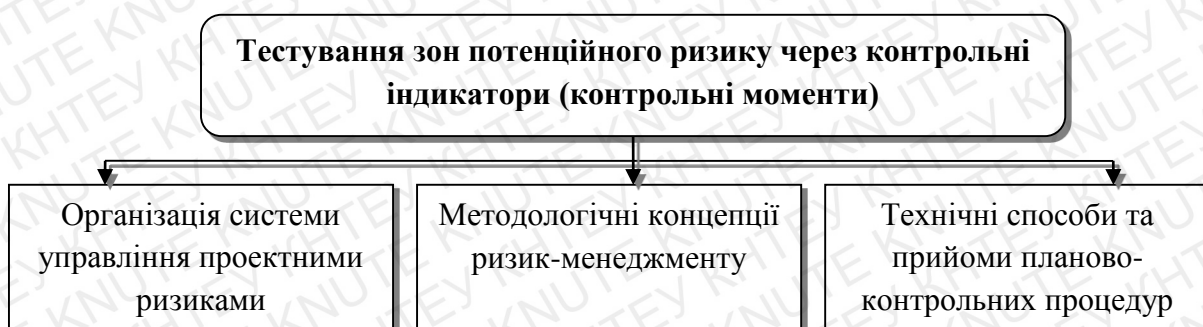 Тестування зон потенційного ризику через контрольні
індикатори (контрольні моменти)
Організація системи
управління проектними
ризиками
Методологічні концепції
ризик-менеджменту
Технічні способи та
прийоми планово-
контрольних процедур